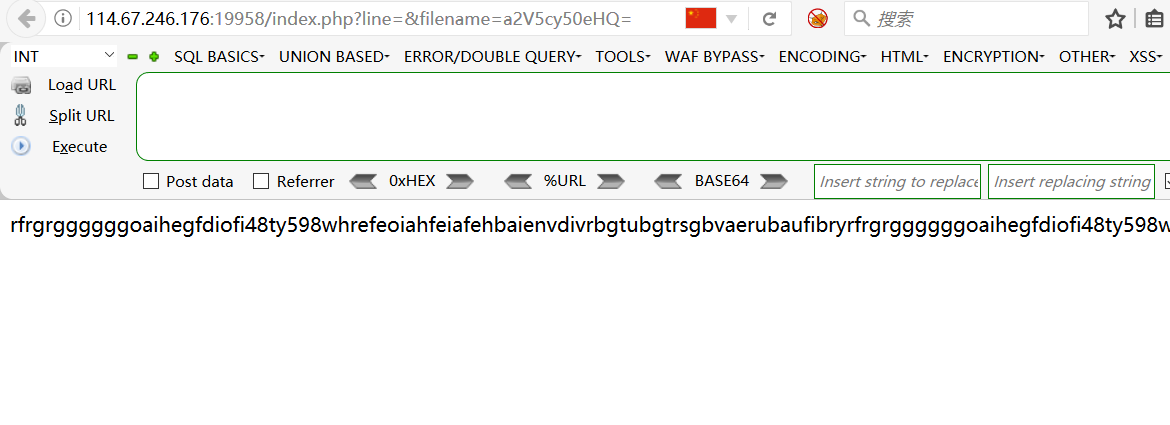 114.67.246.176:19958/index.php?line=&filename=a2V5cy50eHQ= 搜索
INT SQL BASICS UNION BASED ERROR/DOUBLE QUERY TOOLS WAF BYPASS ENCODING HTML ENCRYPTION OTHER XSS
Load URL
Split URL
Execute
Post data Referrer 0xHEX %URL BASE64 Insert string to replace Insert replacing string
rfrgrggggggoaihegfdiofi48ty598whrefeoiahfeiafehbaienvdivrbgtubgtrsgbvaerubaufibryrfrgrggggggoaihegfdiofi48ty598w